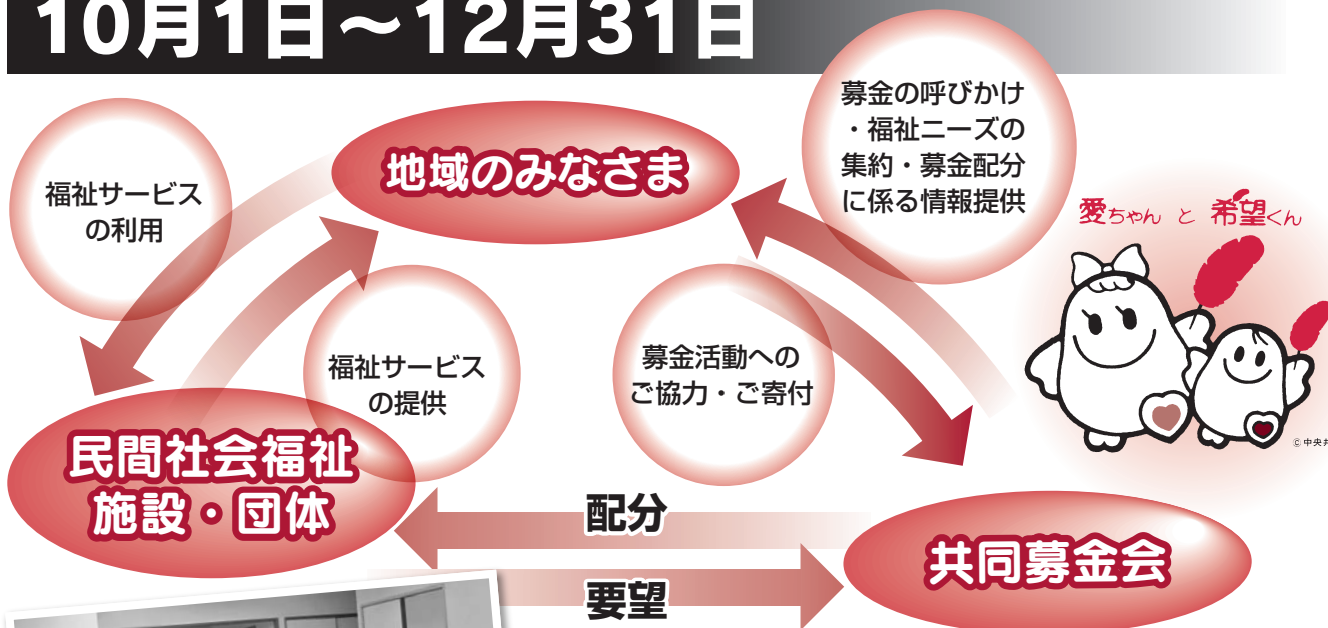 10月1日~12月31日
募金の呼びかけ
・福祉ニーズの
集約・募金配分
に係る情報提供
地域のみなさま
福祉サービス
の利用
愛ちゃん と 希望くん
福祉サービス
の提供
募金活動への
ご協力・ご寄付
©中央共
民間社会福祉
施設・団体
配分
共同募金会
要望